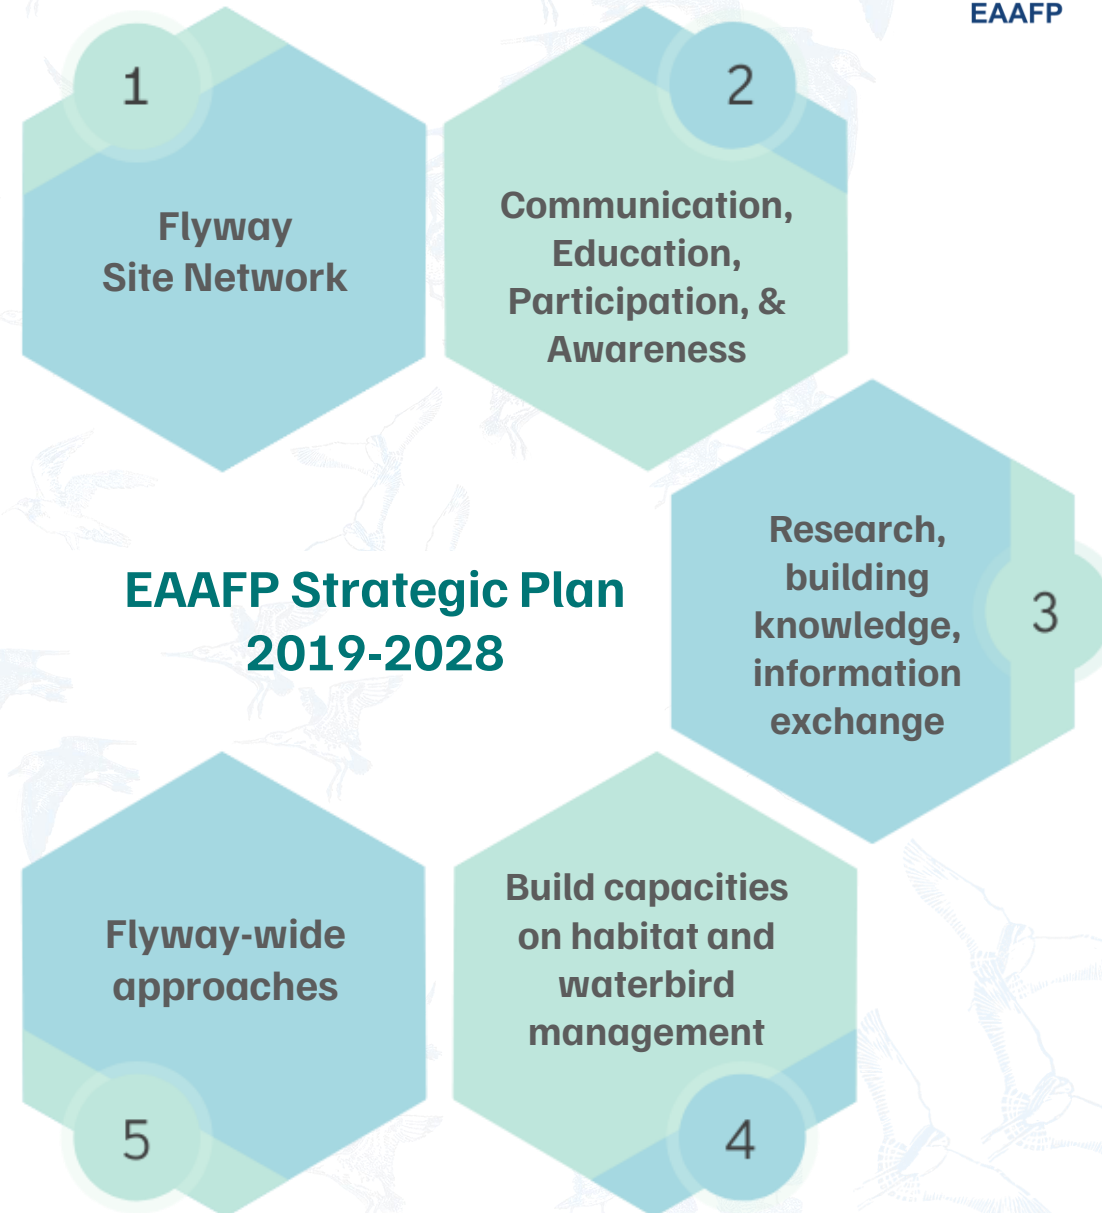 EAAFP
1
Flyway
Site Network
2
Communication,
Education,
Participation, &
Awareness
EAAFP Strategic Plan
2019-2028
Research,
building
knowledge,
information
exchange
3
Build capacities
on habitat and
waterbird
management
4
Flyway-wide
approaches
5